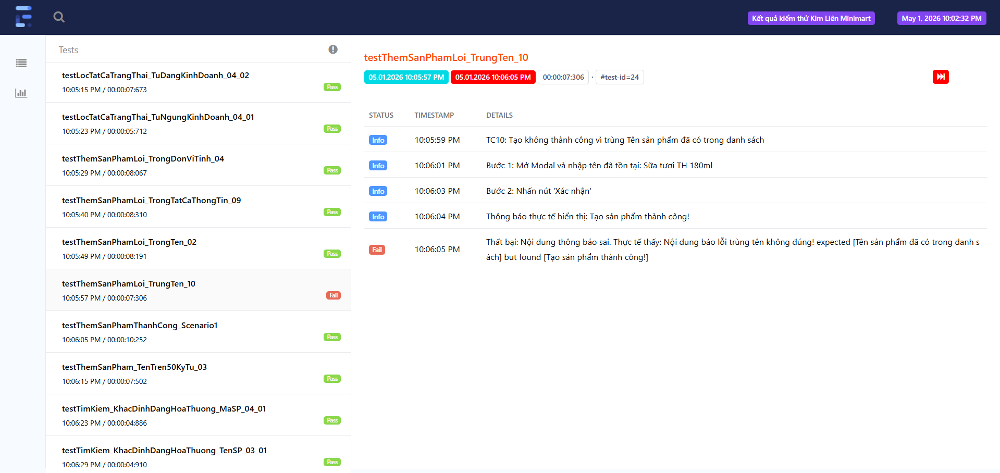 Kết quả kiểm thử Kim Liên Minimart
May 1, 2026 10:02:32 PM
Tests
testLocTatCaTrangThai_TuDangKinhDoanh_04_02
10:05:15 PM / 00:00:07:673
Pass
testLocTatCaTrangThai_TuNgungKinhDoanh_04_01
10:05:23 PM / 00:00:05:712
Pass
testThemSanPhamLoi_TrongDonViTinh_04
10:05:29 PM / 00:00:08:067
Pass
testThemSanPhamLoi_TrongTatCaThongTin_09
10:05:40 PM / 00:00:08:310
Pass
testThemSanPhamLoi_TrongTen_02
10:05:49 PM / 00:00:08:191
Pass
testThemSanPhamLoi_TrungTen_10
10:05:57 PM / 00:00:07:306
Fail
testThemSanPhamThanhCong_Scenario1
10:06:05 PM / 00:00:10:252
Pass
testThemSanPham_TenTren50KyTu_03
10:06:15 PM / 00:00:07:502
Pass
testTimKiem_KhacDinhDangHoaThuong_MaSP_04_01
10:06:23 PM / 00:00:04:886
Pass
testTimKiem_KhacDinhDangHoaThuong_TenSP_03_01
10:06:29 PM / 00:00:04:910
Pass
testThemSanPhamLoi_TrungTen_10
05.01.2026 10:05:57 PM 05.01.2026 10:06:05 PM 00:00:07:306 · #test-id=24
STATUS TIMESTAMP DETAILS
Info 10:05:59 PM TC10: Tạo không thành công vì trùng Tên sản phẩm đã có trong danh sách
Info 10:06:01 PM Bước 1: Mở Modal và nhập tên đã tồn tại: Sữa tươi TH 180ml
Info 10:06:03 PM Bước 2: Nhấn nút 'Xác nhận'
Info 10:06:04 PM Thông báo thực tế hiển thị: Tạo sản phẩm thành công!
Fail 10:06:05 PM Thất bại: Nội dung thông báo sai. Thực tế thấy: Nội dung báo lỗi trùng tên không đúng! expected [Tên sản phẩm đã có trong danh s
ách] but found [Tạo sản phẩm thành công!]